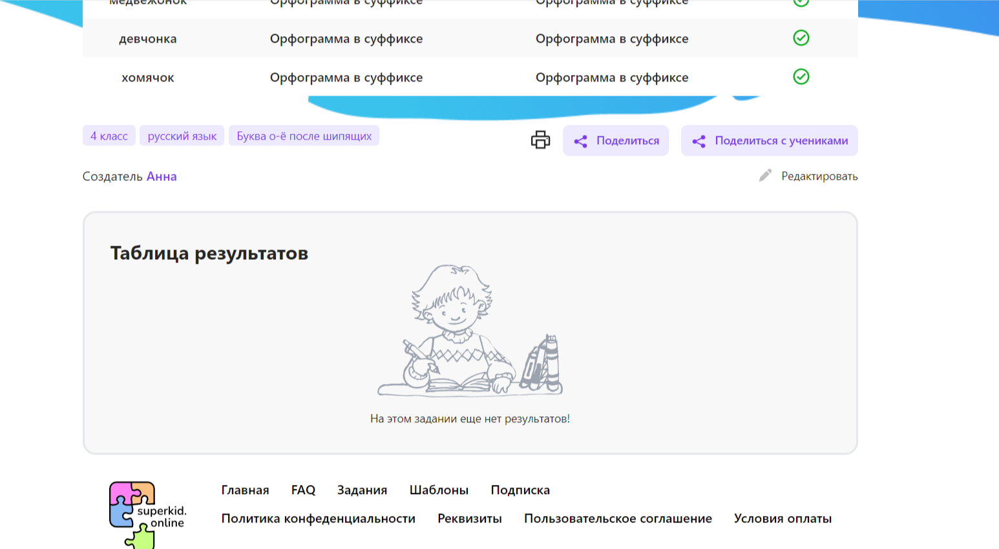 медвежонок Орфограмма в суффиксе Орфограмма в суффиксе
девчонка Орфограмма в суффиксе Орфограмма в суффиксе
хомячок Орфограмма в суффиксе Орфограмма в суффиксе
4 класс русский язык Буква о-ё после шипящих Поделиться Поделиться с учениками
Создатель Анна Редактировать
Таблица результатов
На этом задании еще нет результатов!
superkid.
online
Главная FAQ Задания Шаблоны Подписка
Политика конфеденциальности Реквизиты Пользовательское соглашение Условия оплаты